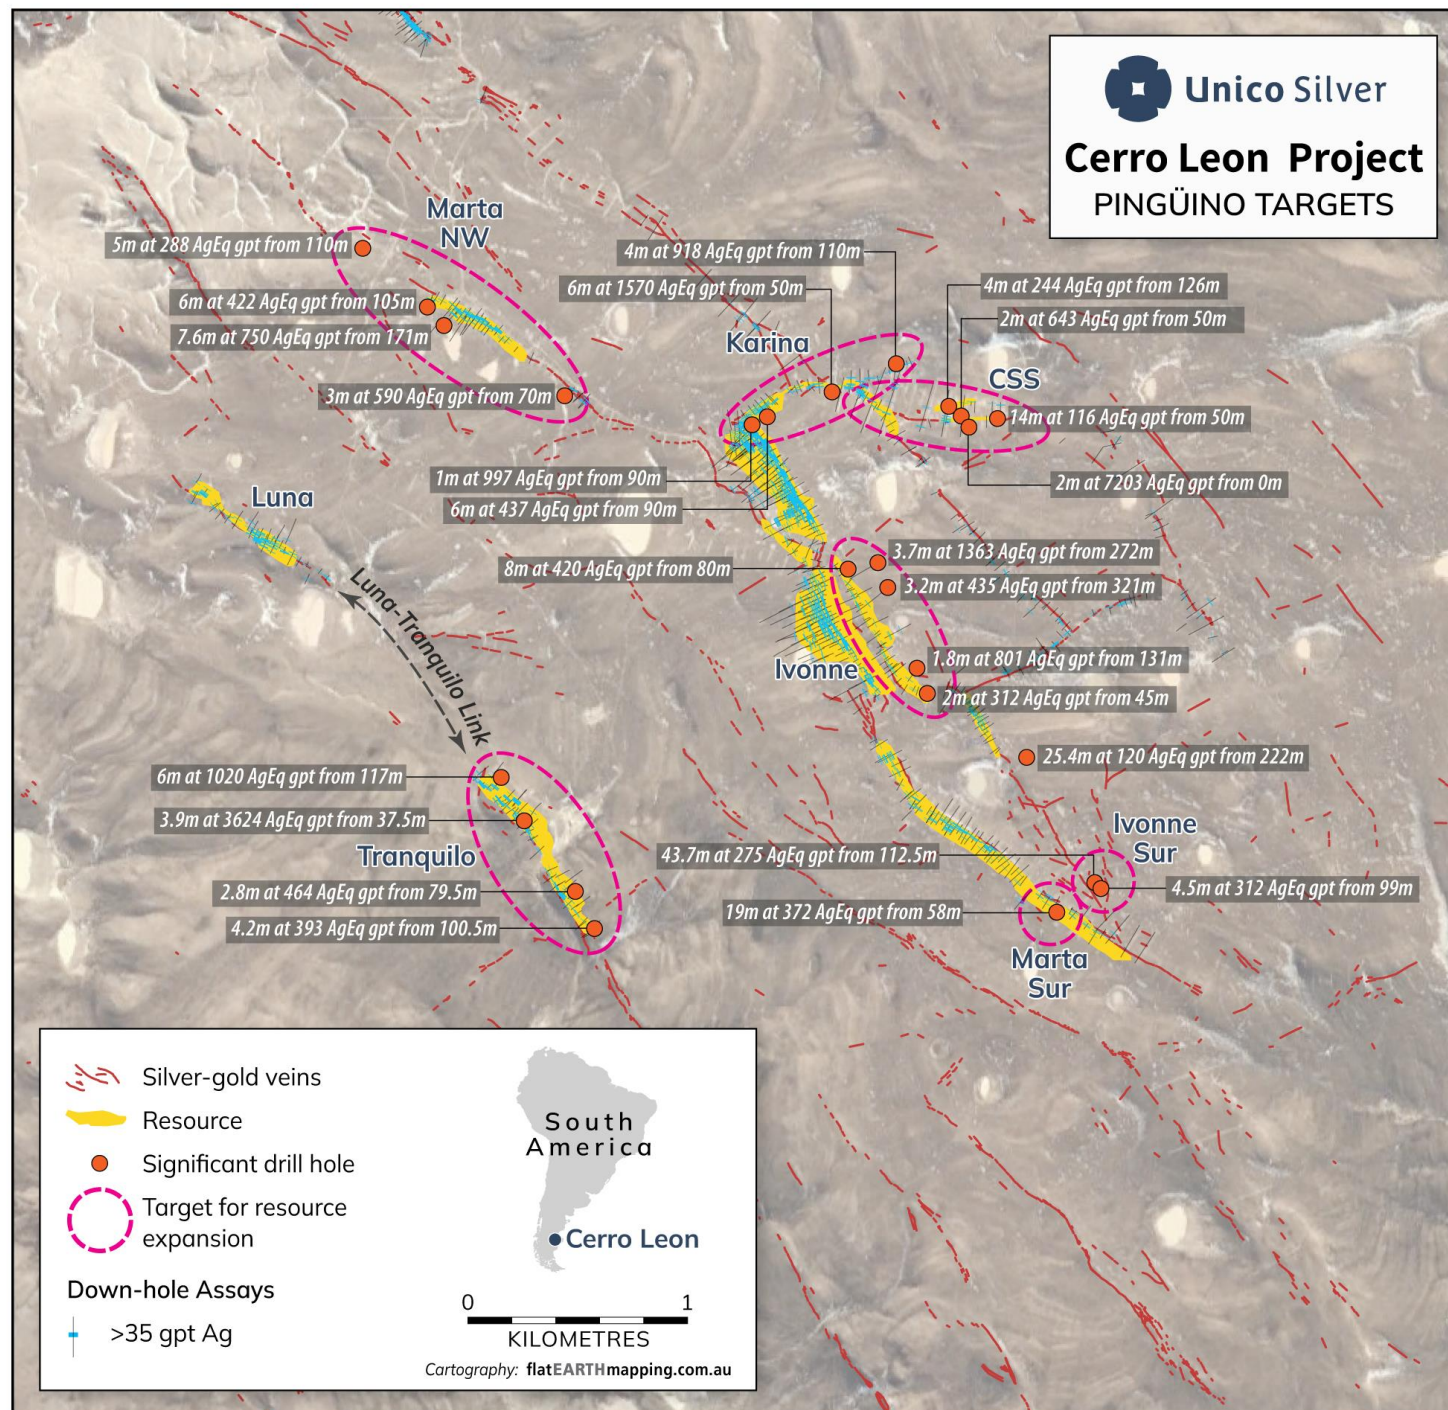 Unico Silver
Cerro Leon Project
PINGÜINO TARGETS
Marta
NW
5m at 288 AgEq gpt from 110m
6m at 422 AgEq gpt from 105m
7.6m at 750 AgEq gpt from 171m
3m at 590 AgEq gpt from 70m
4m at 918 AgEq gpt from 110m
6m at 1570 AgEq gpt from 50m
Karina
4m at 244 AgEq gpt from 126m
2m at 643 AgEq gpt from 50m
CSS
14m at 116 AgEq gpt from 50m
2m at 7203 AgEq gpt from 0m
1m at 997 AgEq gpt from 90m
6m at 437 AgEq gpt from 90m
Luna
Luna-Tranquilo Link
8m at 420 AgEq gpt from 80m
3.7m at 1363 AgEq gpt from 272m
3.2m at 435 AgEq gpt from 321m
Ivonne
1.8m at 801 AgEq gpt from 131m
2m at 312 AgEq gpt from 45m
25.4m at 120 AgEq gpt from 222m
6m at 1020 AgEq gpt from 117m
3.9m at 3624 AgEq gpt from 37.5m
Tranquilo
2.8m at 464 AgEq gpt from 79.5m
4.2m at 393 AgEq gpt from 100.5m
Ivonne
Sur
43.7m at 275 AgEq gpt from 112.5m
4.5m at 312 AgEq gpt from 99m
19m at 372 AgEq gpt from 58m
Marta
Sur
Silver-gold veins
Resource
Significant drill hole
Target for resource
expansion
Down-hole Assays
>35 gpt Ag
South
America
Cerro Leon
0 1
KILOMETRES
Cartography: flatEARTHmapping.com.au